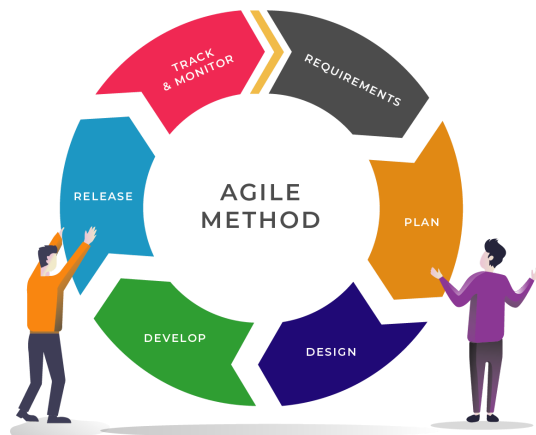 AGILE
METHOD
REQUIREMENTS
PLAN
DESIGN
DEVELOP
RELEASE
TRACK
& MONITOR